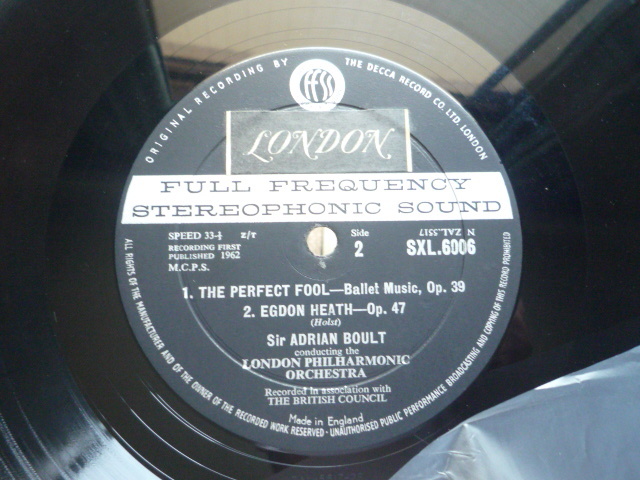 ORIGINAL RECORDING BY THE DECCA RECORD CO. LTD. LONDON
FFSS
LONDON
FULL FREQUENCY
STEREOPHONIC SOUND
SPEED 33⅓ z/T
RECORDING FIRST
PUBLISHED 1962
M.C.P.S.
Side
2
N ZAL.5517
SXL.6006
1. THE PERFECT FOOL—Ballet Music, Op. 39
2. EGDON HEATH—Op. 47
(Holst)
Sir ADRIAN BOULT
conducting the
LONDON PHILHARMONIC
ORCHESTRA
Recorded in association with
THE BRITISH COUNCIL
Made in England
ALL RIGHTS OF THE MANUFACTURER AND OF THE OWNER OF THE RECORDED WORK RESERVED · UNAUTHORISED PUBLIC PERFORMANCE BROADCASTING AND COPYING OF THIS RECORD PROHIBITED